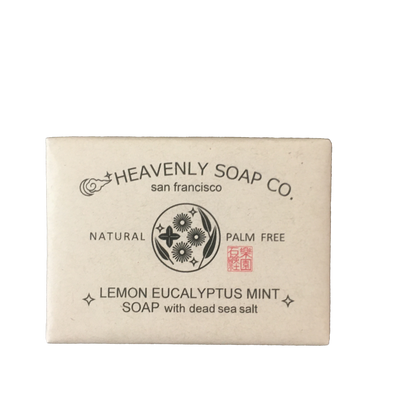 HEAVENLY SOAP CO.
san francisco
NATURAL PALM FREE
LEMON EUCALYPTUS MINT
SOAP with dead sea salt